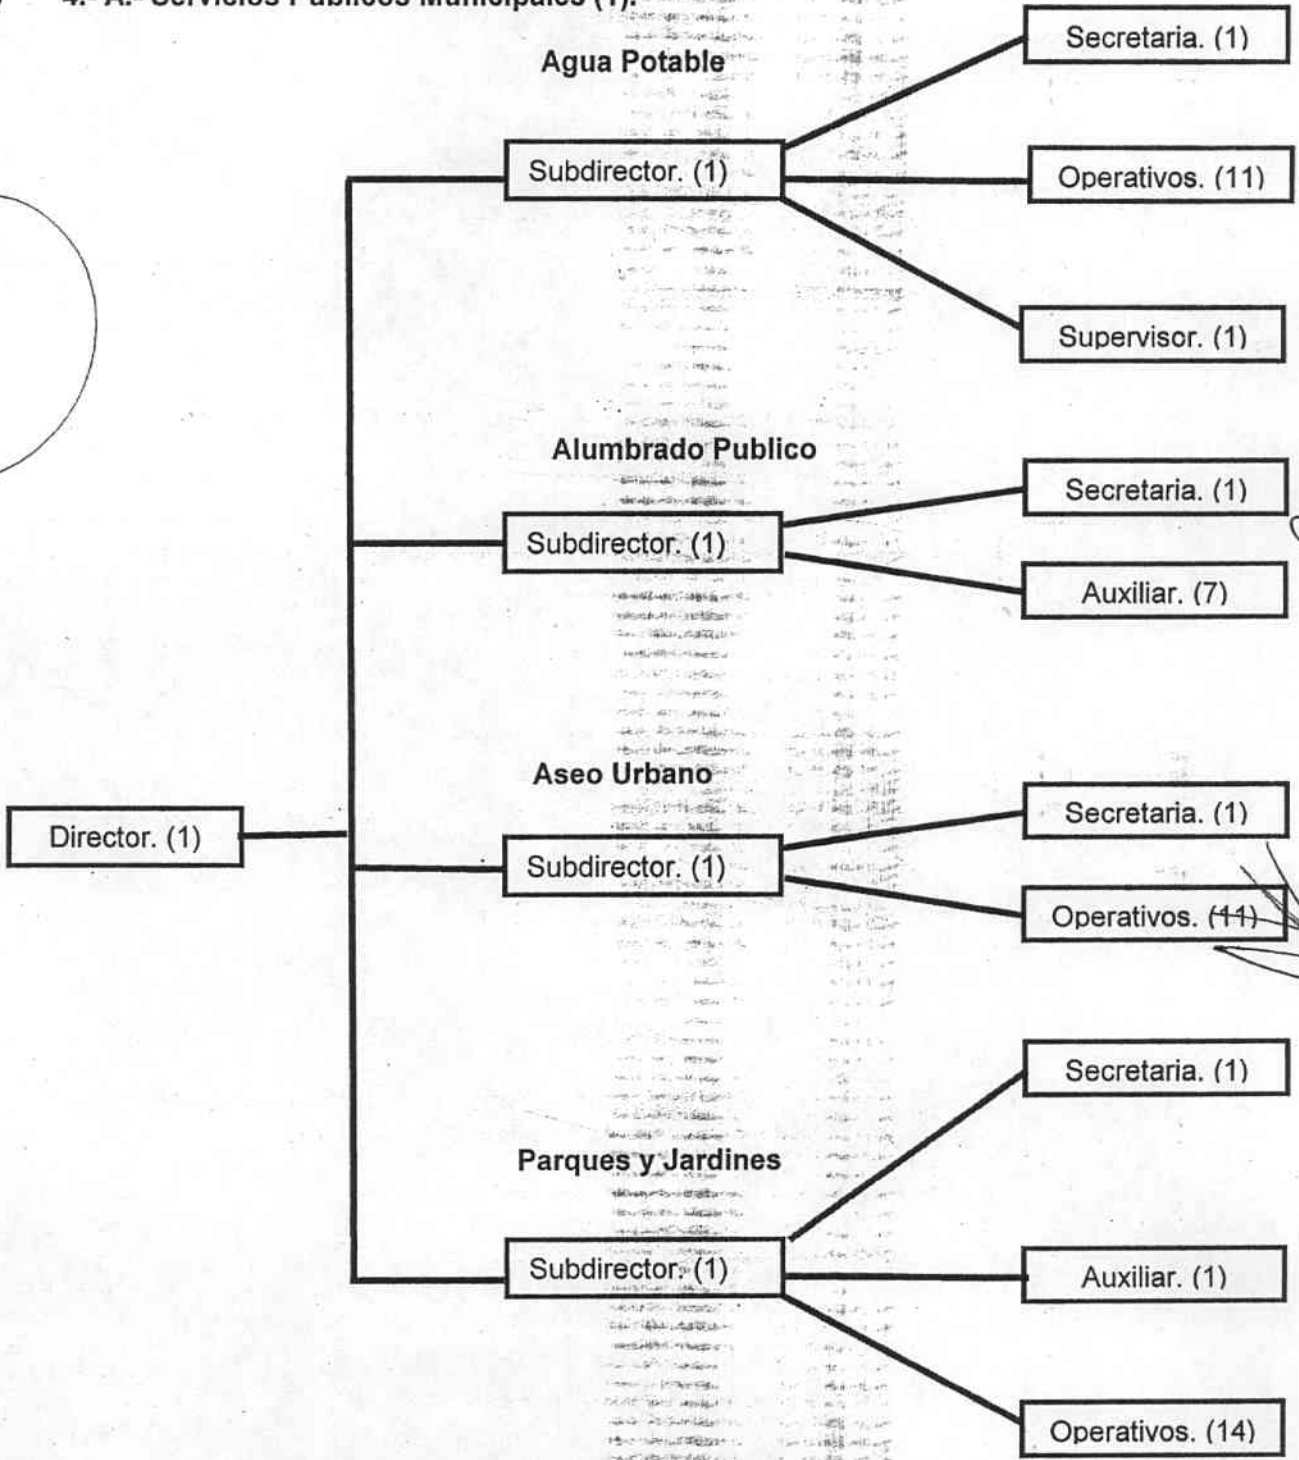 4.- A.- Servicios Publicos Municipales (1).
Agua Potable
Secretaria. (1)
Subdirector. (1)
Operativos. (11)
Supervisor. (1)
Alumbrado Publico
Secretaria. (1)
Subdirector. (1)
Auxiliar. (7)
Aseo Urbano
Secretaria. (1)
Director. (1)
Subdirector. (1)
Operativos. (11)
Secretaria. (1)
Parques y Jardines
Subdirector. (1)
Auxiliar. (1)
Operativos. (14)